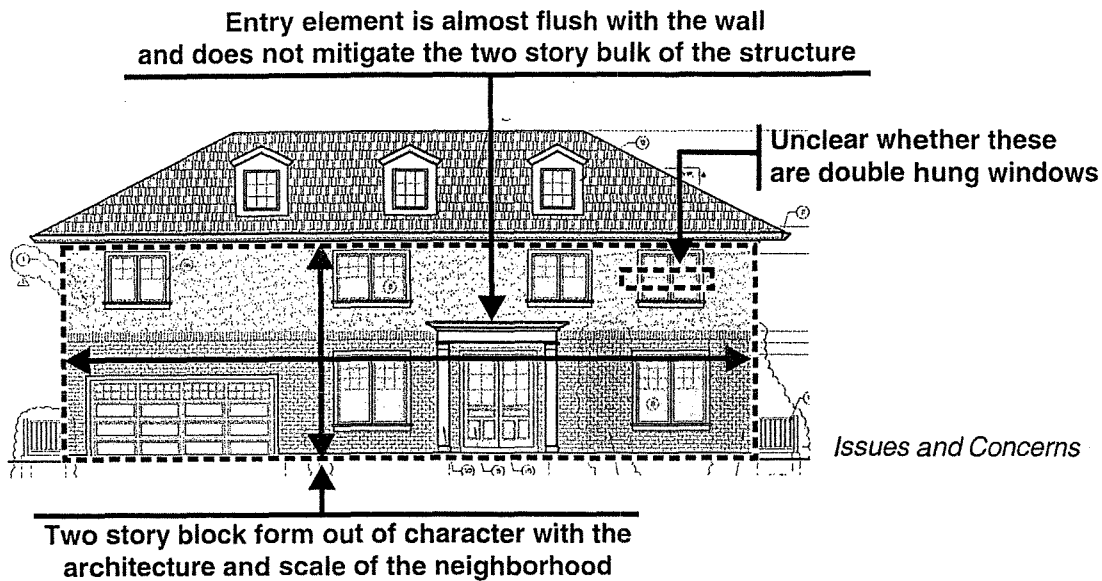 Entry element is almost flush with the wall
and does not mitigate the two story bulk of the structure
Unclear whether these
are double hung windows
Issues and Concerns
Two story block form out of character with the
architecture and scale of the neighborhood